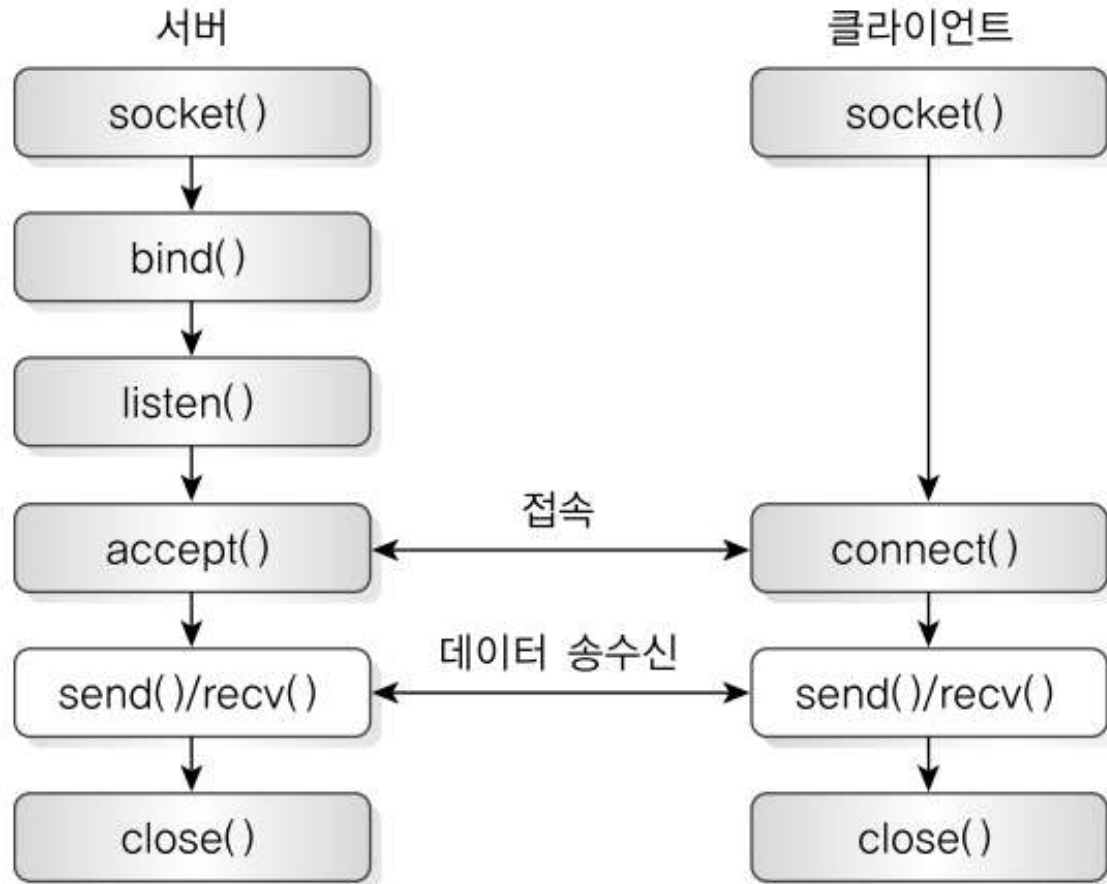 서버
클라이언트
socket()
socket()
bind()
listen()
접속
accept()
connect()
데이터 송수신
send()/recv()
send()/recv()
close()
close()